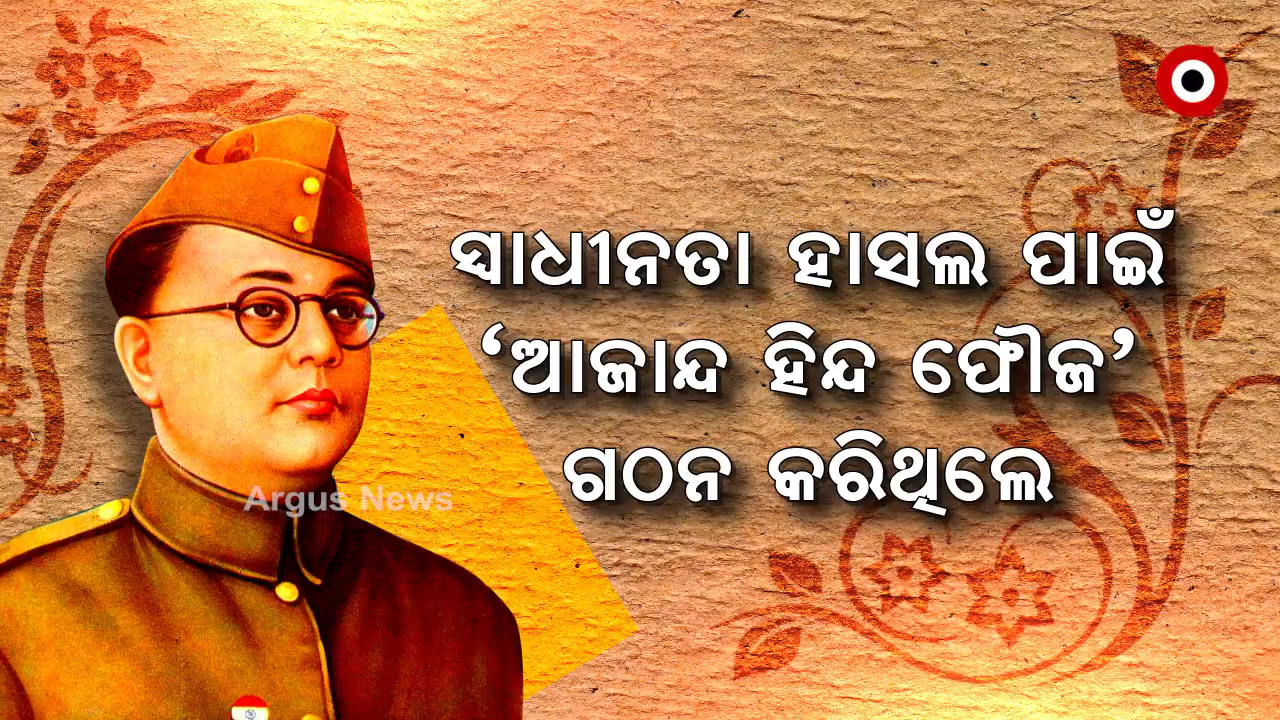 ସ୍ବାଧୀନତା ହାସଲ ପାଇଁ
‘ଆଜାନ୍ଦ ହିନ୍ଦ ଫୌଜ’
ଗଠନ କରିଥିଲେ
Argus News